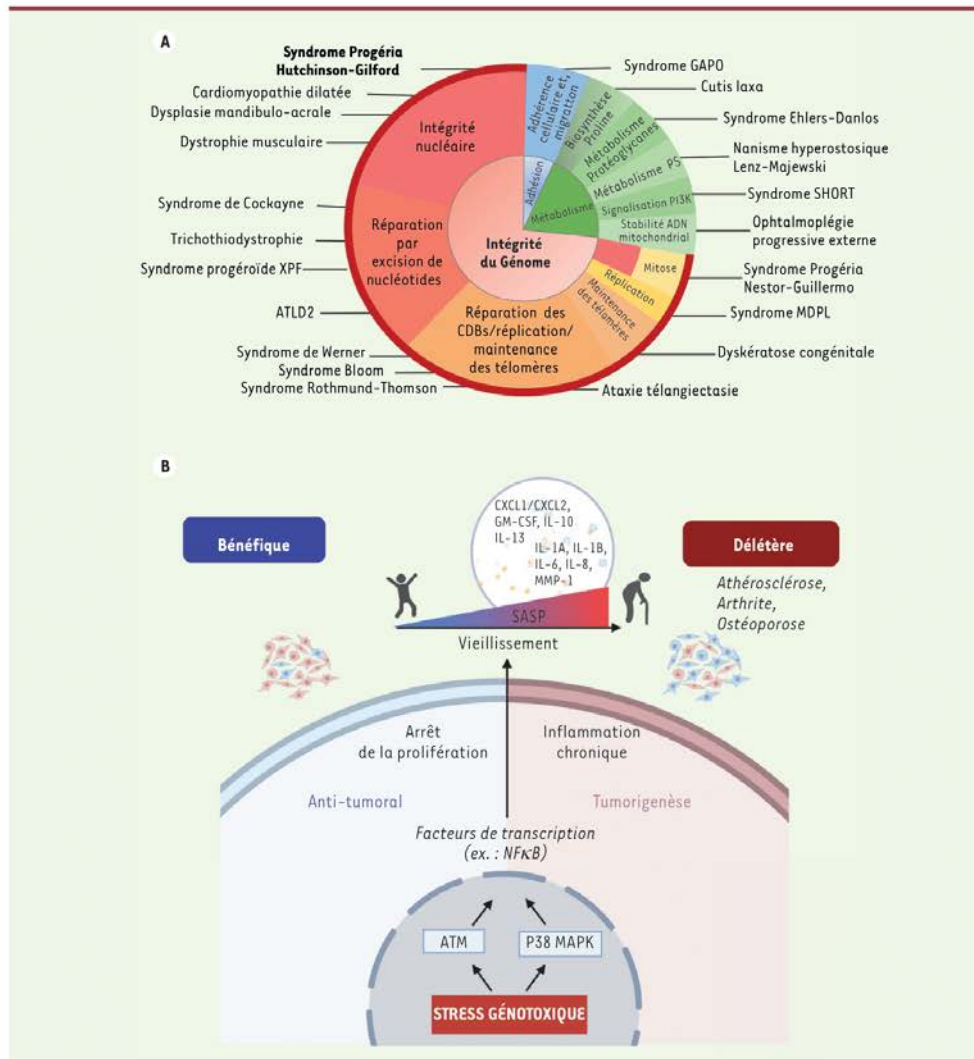 A
Syndrome Progéria
Hutchinson-Gilford
Cardiomyopathie dilatée
Dysplasie mandibulo-acrale
Dystrophie musculaire
Syndrome de Cockayne
Trichothiodystrophie
Syndrome progéroïde XPF
ATLD2
Syndrome de Werner
Syndrome Bloom
Syndrome Rothmund-Thomson
Syndrome GAPO
Cutis laxa
Syndrome Ehlers-Danlos
Nanisme hyperostosique
Lenz-Majewski
Syndrome SHORT
Ophtalmoplégie
progressive externe
Syndrome Progéria
Nestor-Guillermo
Syndrome MDPL
Dyskératose congénitale
Ataxie télangiectasie
Intégrité
nucléaire
Réparation par
excision de
nucléotides
Réparation des
CDBs/réplication/
maintenance
des télomères
Adhérence
cellulaire et,
migratton
Biosynthèse
Proline
Métabolisme
Protéoglycanes
Métabolisme PS
Signalisation PI3K
Stabilité ADN
mitochondrial
Mitose
Réplication
Maintenance
des télomères
Adhésion
Métabolisme
Intégrité
du Génome
B
Bénéfique
CXCL1/CXCL2,
GM-CSF, IL-10
IL-13
IL-1A, IL-1B,
IL-6, IL-8,
MMP-1
Délétère
Athérosclérose,
Arthrite,
Ostéoporose
SASP
Vieillissement
Arrêt
de la prolifération
Inflammation
chronique
Anti-tumoral
Tumorigenèse
Facteurs de transcription
(ex. : NFκB)
ATM
P38 MAPK
STRESS GÉNOTOXIQUE